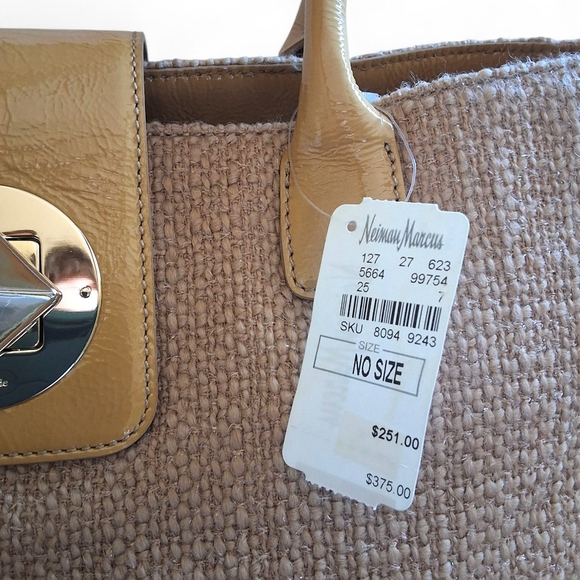 Neiman Marcus
127 27 623
5664 99754
25 7
SKU 8094 9243
SIZE
NO SIZE
$251.00
$375.00